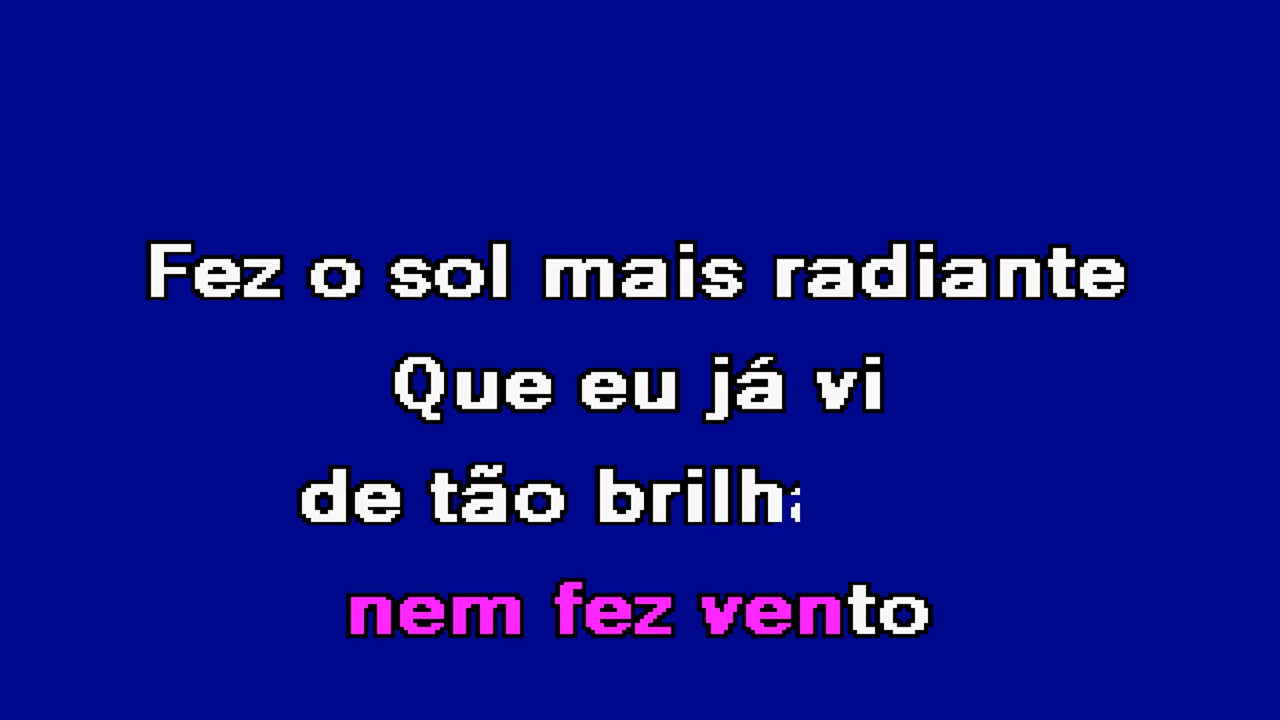 Fez o sol mais radiante
Que eu já vi
de tão brilh
nem fez vento